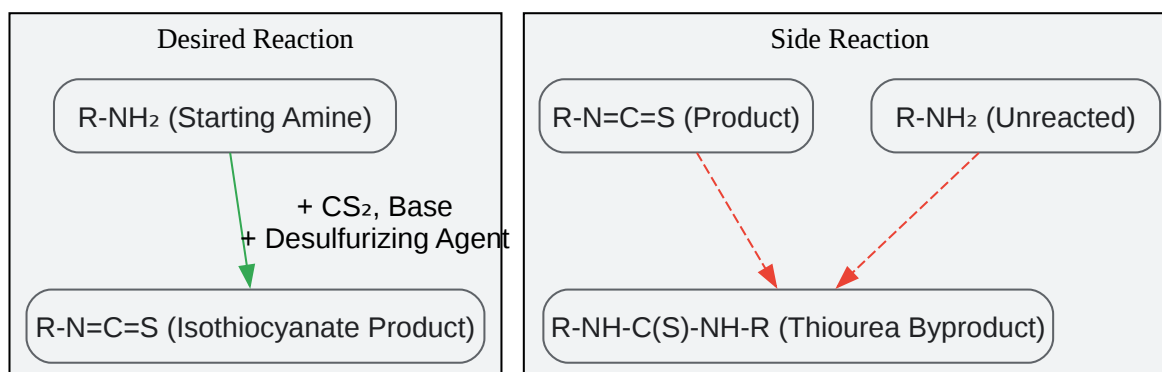 Desired Reaction
R-NH₂ (Starting Amine)
+ CS₂, Base
+ Desulfurizing Agent
R-N=C=S (Isothiocyanate Product)
Side Reaction
R-N=C=S (Product)
R-NH₂ (Unreacted)
R-NH-C(S)-NH-R (Thiourea Byproduct)